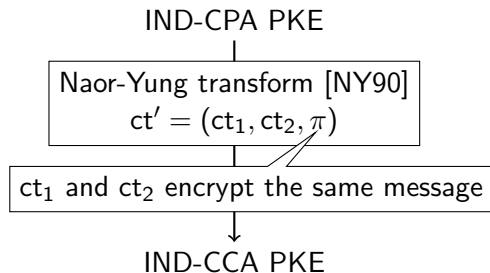 IND-CPA PKE
Naor-Yung transform [NY90]
ct′ = (ct₁, ct₂, π)
ct₁ and ct₂ encrypt the same message
IND-CCA PKE